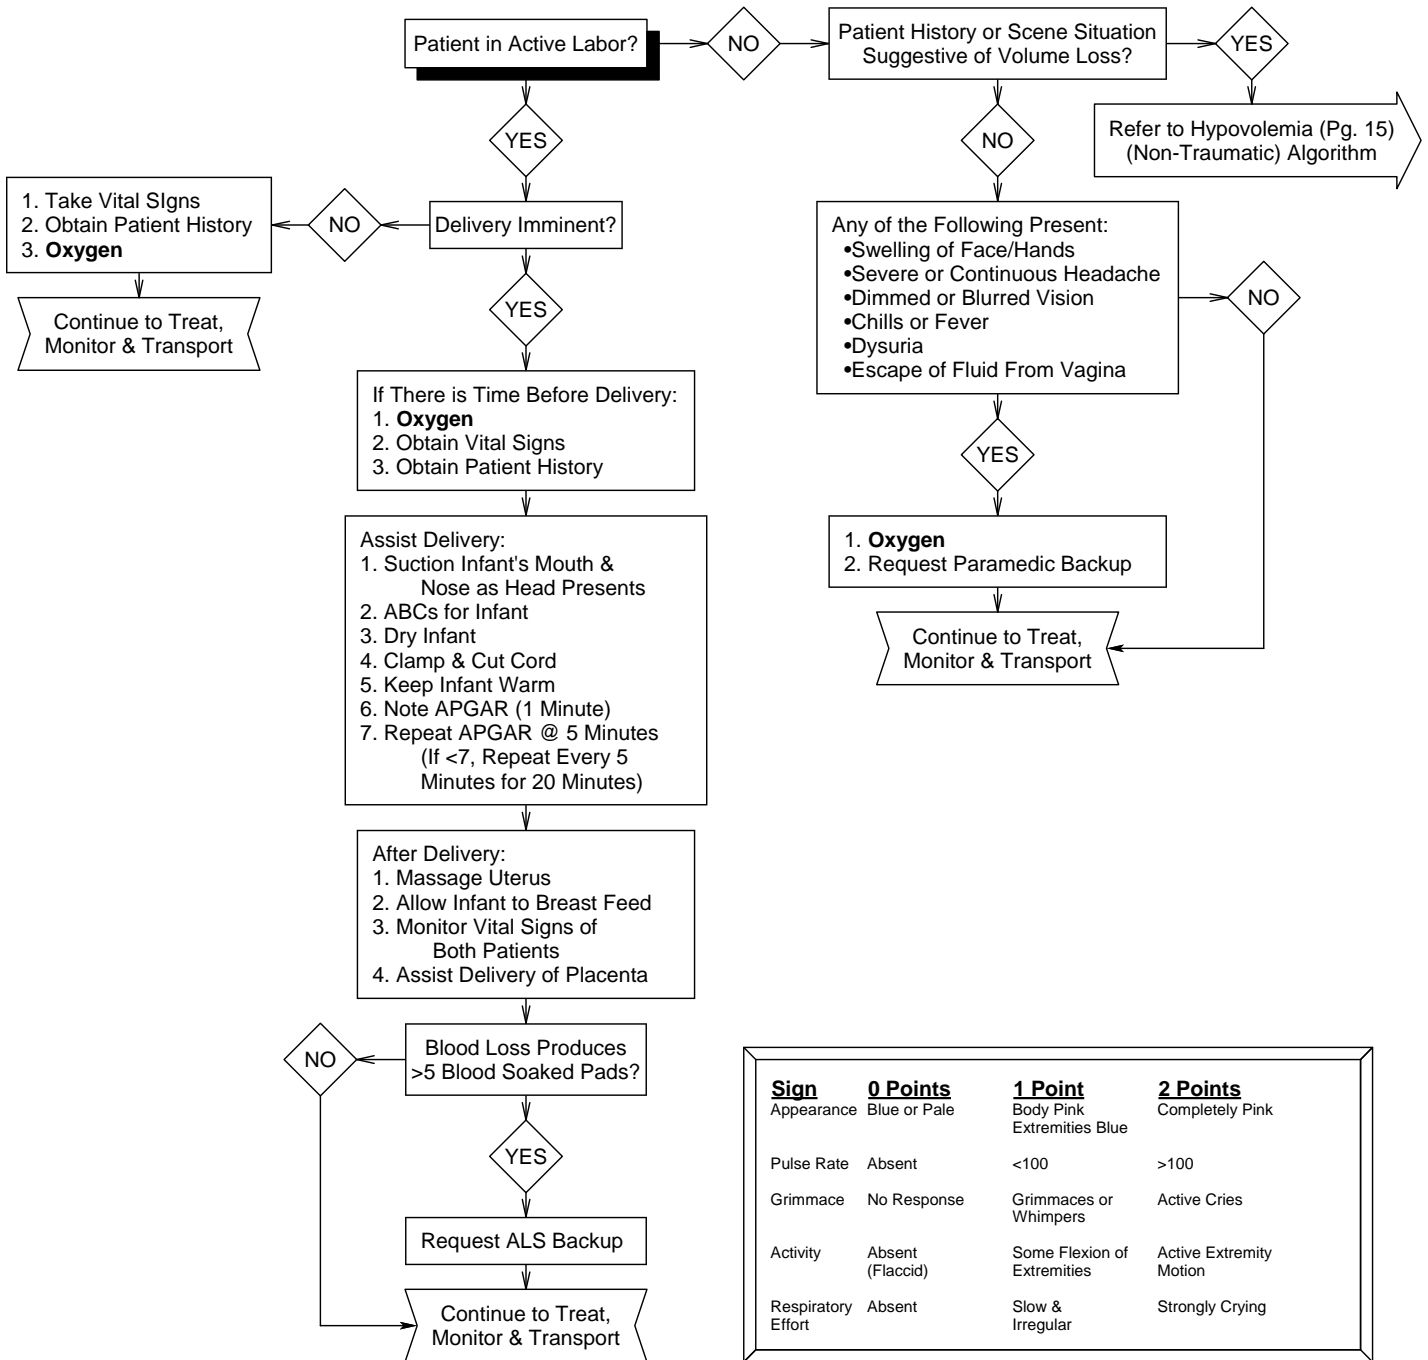 Patient in Active Labor?
NO
Patient History or Scene Situation
Suggestive of Volume Loss?
YES
Refer to Hypovolemia (Pg. 15)
(Non-Traumatic) Algorithm
YES
NO
Delivery Imminent?
NO
1. Take Vital SIgns
2. Obtain Patient History
3. Oxygen
Continue to Treat,
Monitor & Transport
YES
If There is Time Before Delivery:
1. Oxygen
2. Obtain Vital Signs
3. Obtain Patient History
Assist Delivery:
1. Suction Infant's Mouth &
Nose as Head Presents
2. ABCs for Infant
3. Dry Infant
4. Clamp & Cut Cord
5. Keep Infant Warm
6. Note APGAR (1 Minute)
7. Repeat APGAR @ 5 Minutes
(If <7, Repeat Every 5
Minutes for 20 Minutes)
After Delivery:
1. Massage Uterus
2. Allow Infant to Breast Feed
3. Monitor Vital Signs of
Both Patients
4. Assist Delivery of Placenta
Blood Loss Produces
>5 Blood Soaked Pads?
NO
YES
Request ALS Backup
Continue to Treat,
Monitor & Transport
Any of the Following Present:
•Swelling of Face/Hands
•Severe or Continuous Headache
•Dimmed or Blurred Vision
•Chills or Fever
•Dysuria
•Escape of Fluid From Vagina
NO
YES
1. Oxygen
2. Request Paramedic Backup
Continue to Treat,
Monitor & Transport
Sign 0 Points 1 Point 2 Points
Appearance Blue or Pale Body Pink Completely Pink
Extremities Blue
Pulse Rate Absent <100 >100
Grimmace No Response Grimmaces or Active Cries
Whimpers
Activity Absent Some Flexion of Active Extremity
(Flaccid) Extremities Motion
Respiratory Absent Slow & Strongly Crying
Effort Irregular